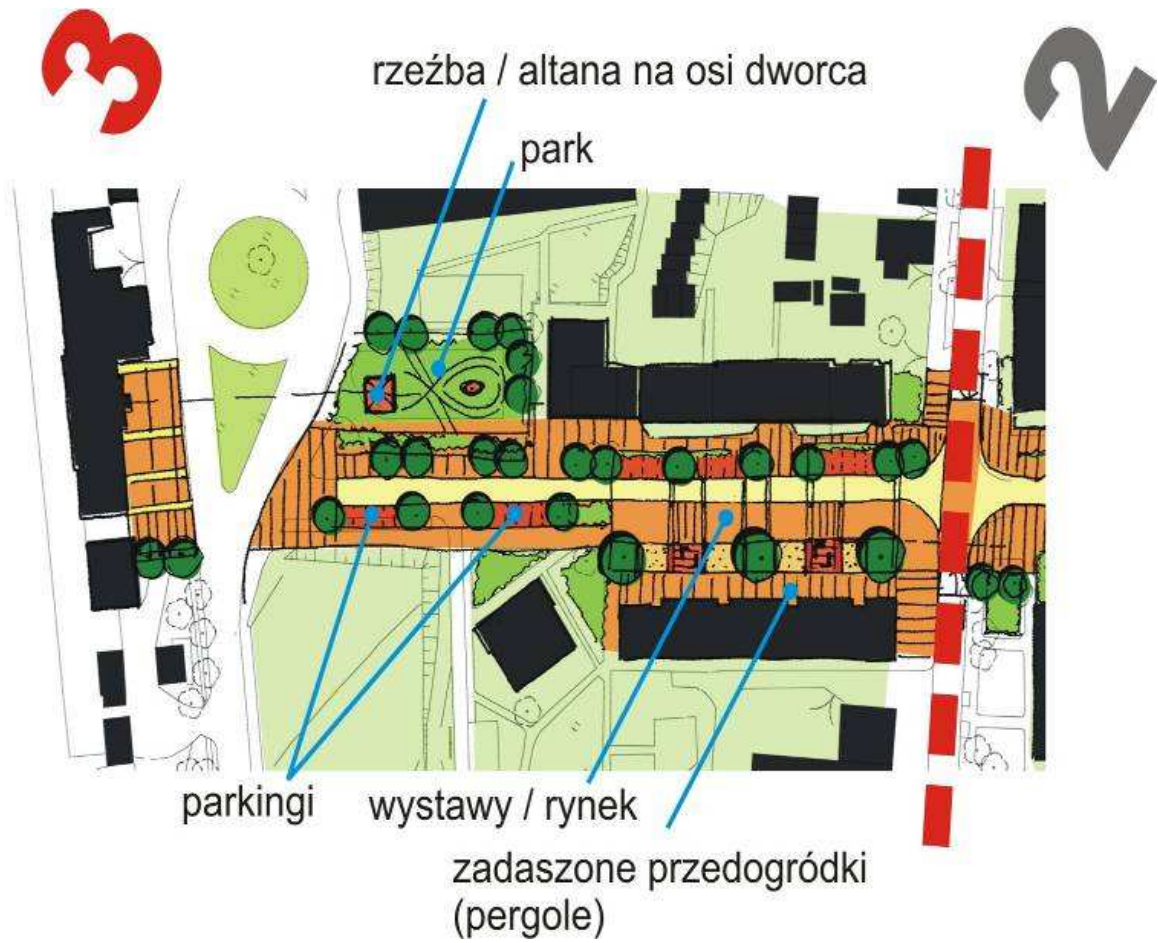 3
2
rzeźba / altana na osi dworca
park
parkingi
wystawy / rynek
zadaszone przedogródki
(pergole)